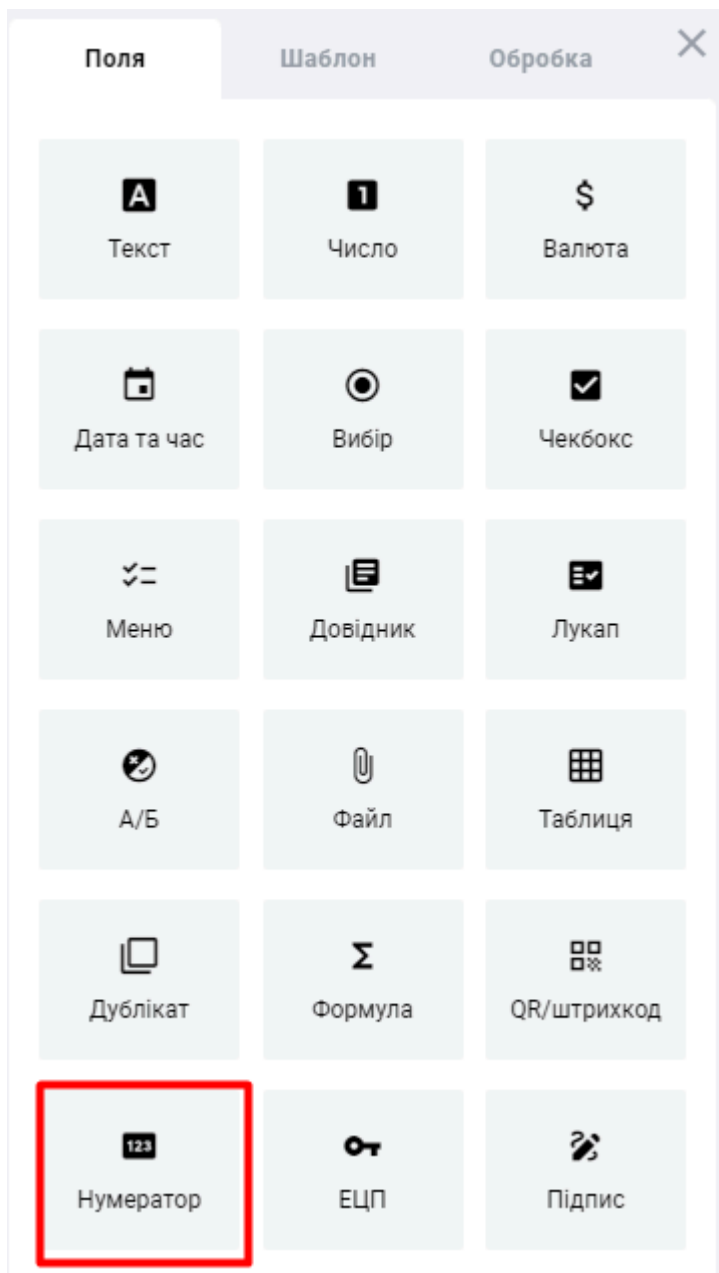 Поля Шаблон Обробка
Текст Число Валюта
Дата та час Вибір Чекбокс
Меню Довідник Лукап
А/Б Файл Таблиця
Дублікат Формула QR/штрихкод
123
Нумератор ЕЦП Підпис